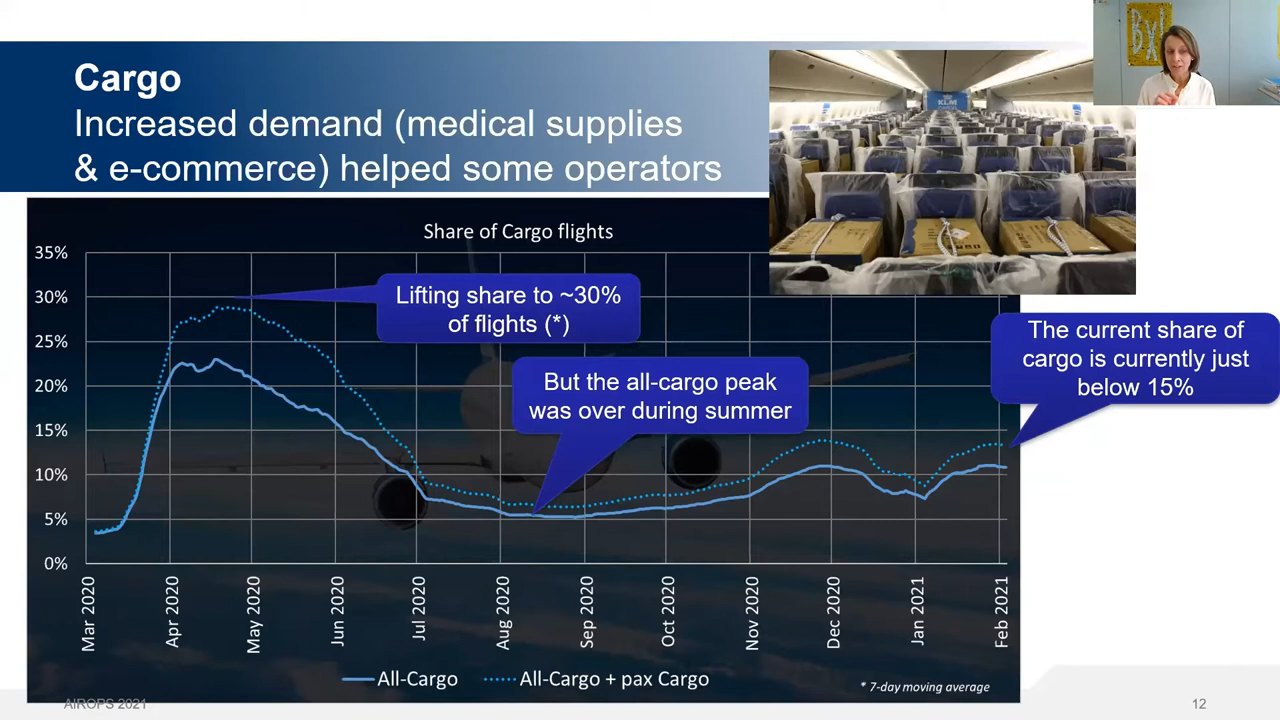 Cargo
Increased demand (medical supplies
& e-commerce) helped some operators
KLM
Share of Cargo flights
35%
30%
25%
20%
15%
10%
5%
0%
Lifting share to ~30%
of flights (*)
But the all-cargo peak
was over during summer
The current share of
cargo is currently just
below 15%
Mar 2020
Apr 2020
May 2020
Jun 2020
Jul 2020
Aug 2020
Sep 2020
Oct 2020
Nov 2020
Dec 2020
Jan 2021
Feb 2021
All-Cargo
All-Cargo + pax Cargo
* 7-day moving average
AIROPS 2021
12